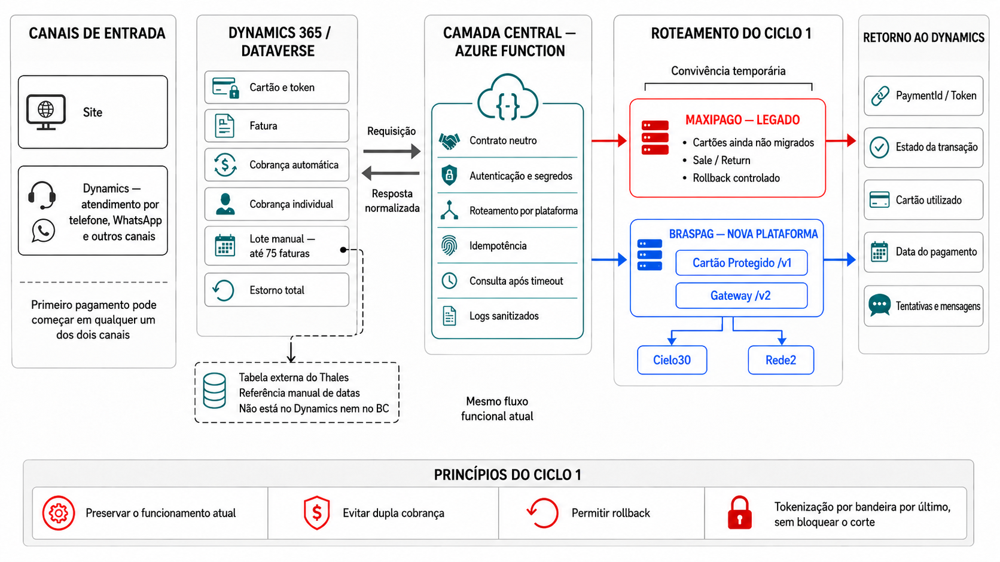 CANAIS DE ENTRADA
Site
Dynamics —
atendimento por
telefone, WhatsApp
e outros canais
Primeiro pagamento pode
começar em qualquer um
dos dois canais
DYNAMICS 365 /
DATAVERSE
Cartão e token
Fatura
Cobrança automática
Cobrança individual
Lote manual —
até 75 faturas
Estorno total
Tabela externa do Thales
Referência manual de datas
Não está no Dynamics nem no BC
Requisição
Resposta
normalizada
CAMADA CENTRAL —
AZURE FUNCTION
{-}
Contrato neutro
Autenticação e segredos
Roteamento por plataforma
Idempotência
Consulta após timeout
Logs sanitizados
Mesmo fluxo
funcional atual
ROTEAMENTO DO CICLO 1
Convivência temporária
MAXIPAGO — LEGADO
• Cartões ainda não migrados
• Sale / Return
• Rollback controlado
BRASPAG — NOVA PLATAFORMA
Cartão Protegido /v1
Gateway /v2
Cielo30
Rede2
RETORNO AO DYNAMICS
PaymentId / Token
Estado da transação
Cartão utilizado
Data do pagamento
Tentativas e mensagens
PRINCÍPIOS DO CICLO 1
Preservar o funcionamento atual
Evitar dupla cobrança
Permitir rollback
Tokenização por bandeira por último,
sem bloquear o corte